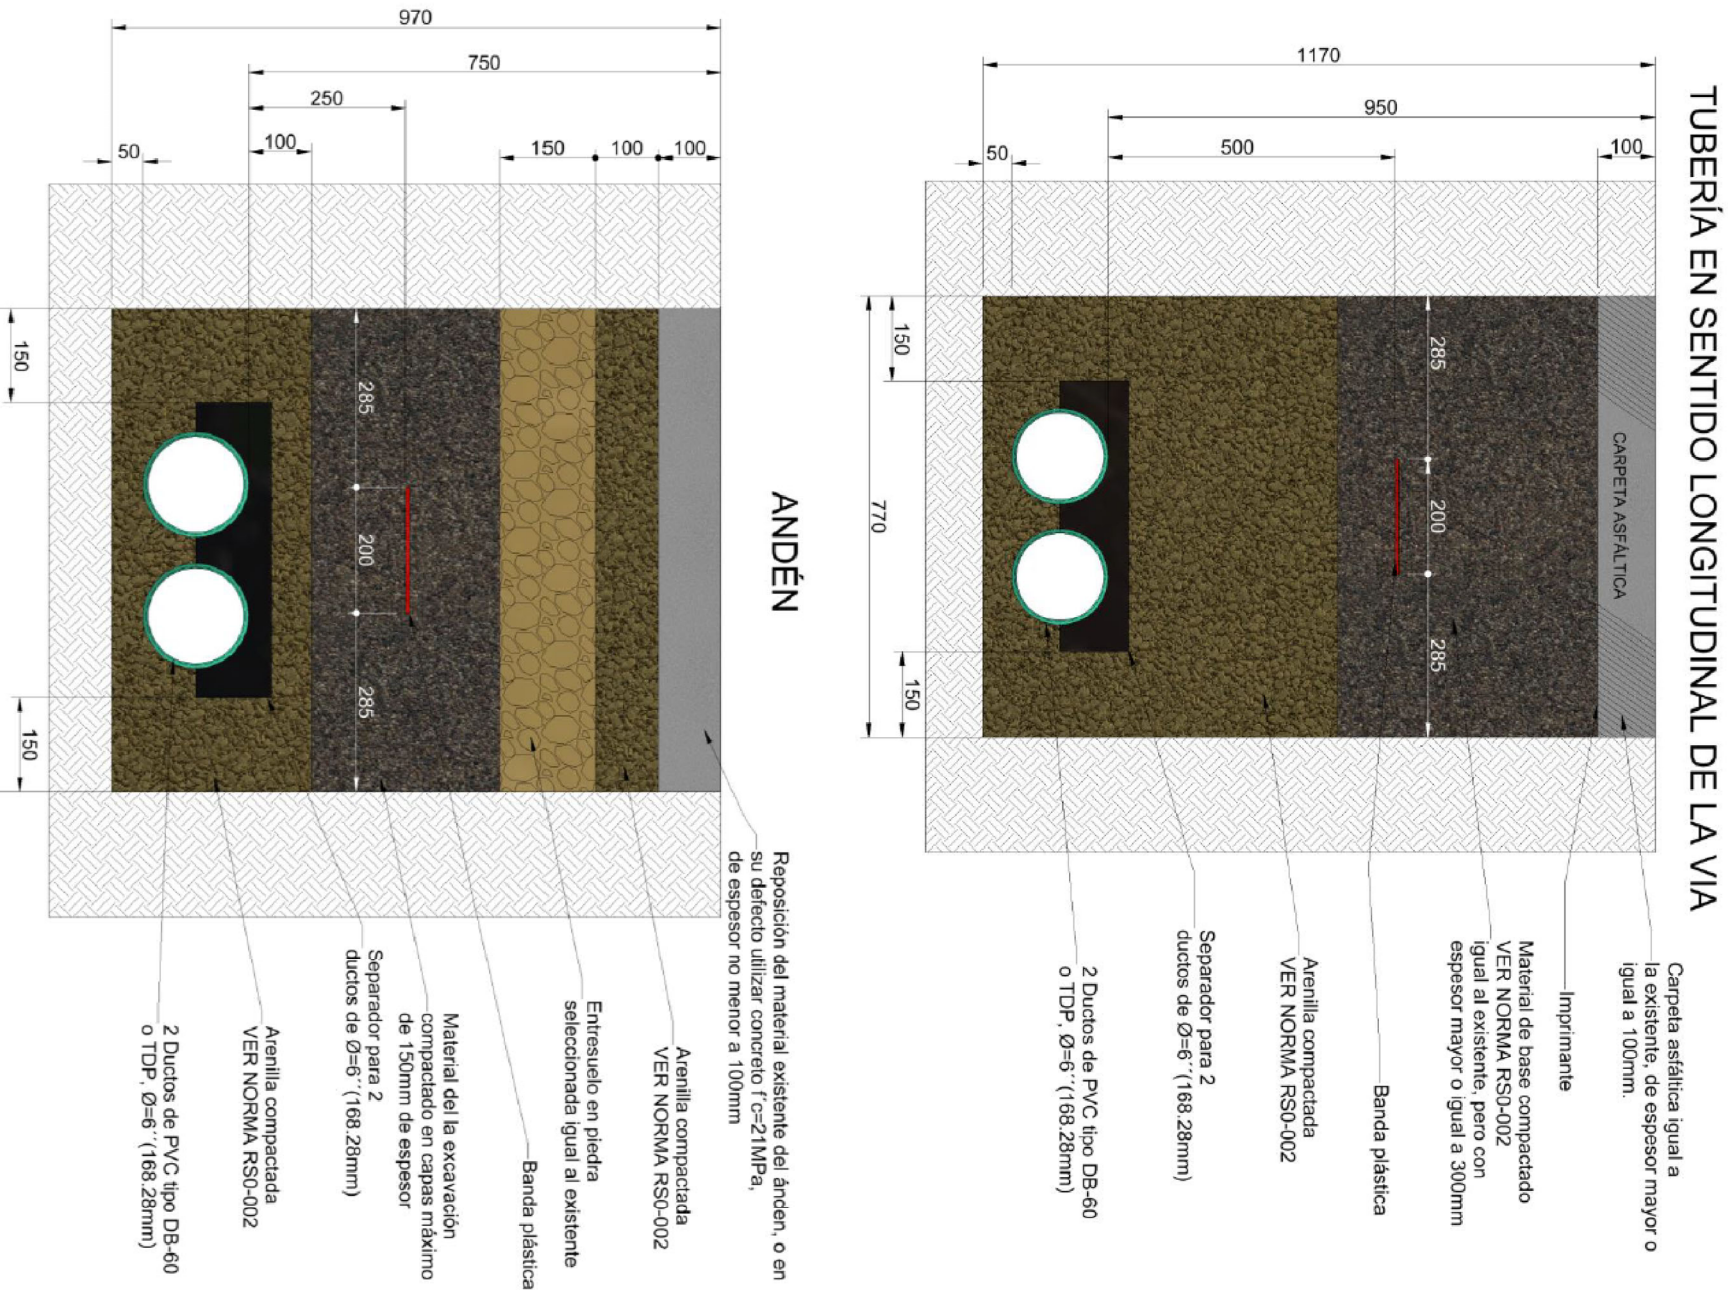 TUBERÍA EN SENTIDO LONGITUDINAL DE LA VIA
1170
950
500
100
50
150
285
200
285
770
150
CARPETA ASFÁLTICA
Carpeta asfáltica igual a
la existente, de espesor mayor o
igual a 100mm.
Imprimante
Material de base compactado
VER NORMA RS0-002
igual al existente, pero con
espesor mayor o igual a 300mm
Banda plástica
Arenilla compactada
VER NORMA RS0-002
Separador para 2
ductos de Ø=6´´(168.28mm)
2 Ductos de PVC tipo DB-60
o TDP, Ø=6´´(168.28mm)
ANDÉN
970
750
250
100
50
150
100
100
150
285
200
285
150
Reposición del material existente del ánden, o en
su defecto utilizar concreto f´c=21MPa,
de espesor no menor a 100mm
Arenilla compactada
VER NORMA RS0-002
Entresuelo en piedra
seleccionada igual al existente
Banda plástica
Material del la excavación
compactado en capas máximo
de 150mm de espesor
Separador para 2
ductos de Ø=6´´(168.28mm)
Arenilla compactada
VER NORMA RS0-002
2 Ductos de PVC tipo DB-60
o TDP, Ø=6´´(168.28mm)